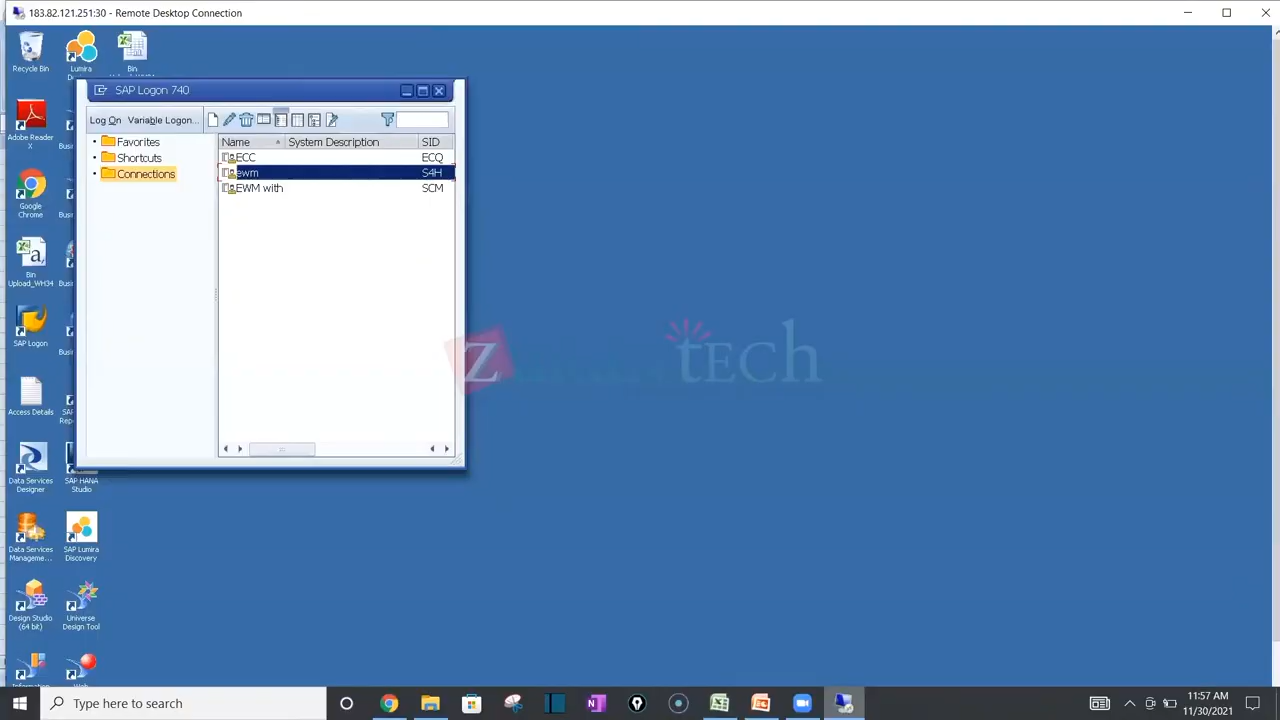 183.82.121.251:30 - Remote Desktop Connection
Recycle Bin
Lumira
Bin
SAP Logon 740
Log On Variable Logon...
Favorites
Shortcuts
Connections
Name System Description SID
ECC ECQ
ewm S4H
EWM with SCM
Adobe Reader
X
Google
Chrome
Bin
Upload_WH34
SAP Logon
Access Details
Data Services
Designer
SAP HANA
Studio
Data Services
Manageme...
SAP Lumira
Discovery
Design Studio
(64 bit)
Universe
Design Tool
Information
tech
Type here to search
11:57 AM
11/30/2021